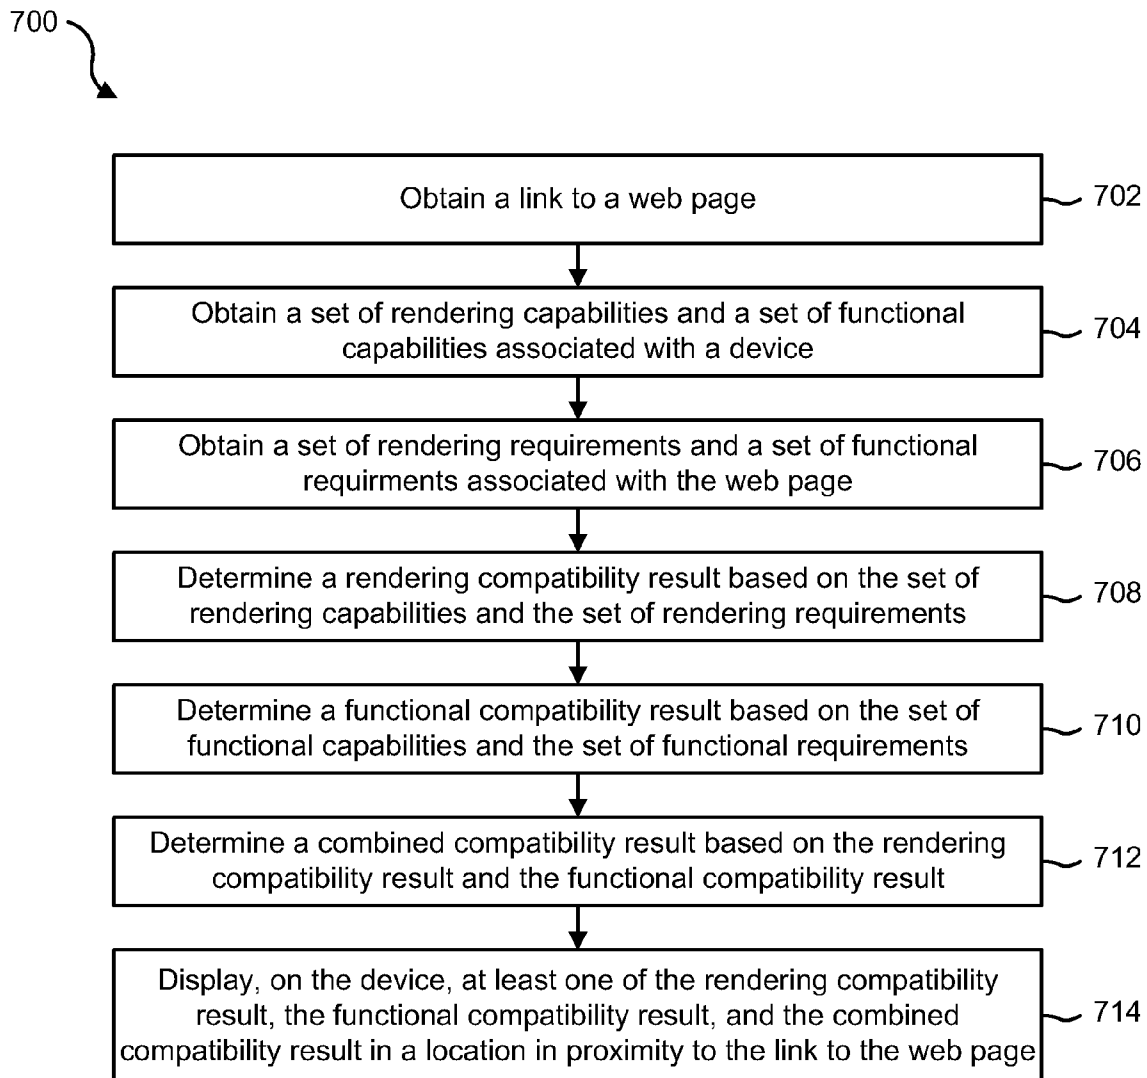 700
Obtain a link to a web page
702
Obtain a set of rendering capabilities and a set of functional
capabilities associated with a device
704
Obtain a set of rendering requirements and a set of functional
requirments associated with the web page
706
Determine a rendering compatibility result based on the set of
rendering capabilities and the set of rendering requirements
708
Determine a functional compatibility result based on the set of
functional capabilities and the set of functional requirements
710
Determine a combined compatibility result based on the rendering
compatibility result and the functional compatibility result
712
Display, on the device, at least one of the rendering compatibility
result, the functional compatibility result, and the combined
compatibility result in a location in proximity to the link to the web page
714